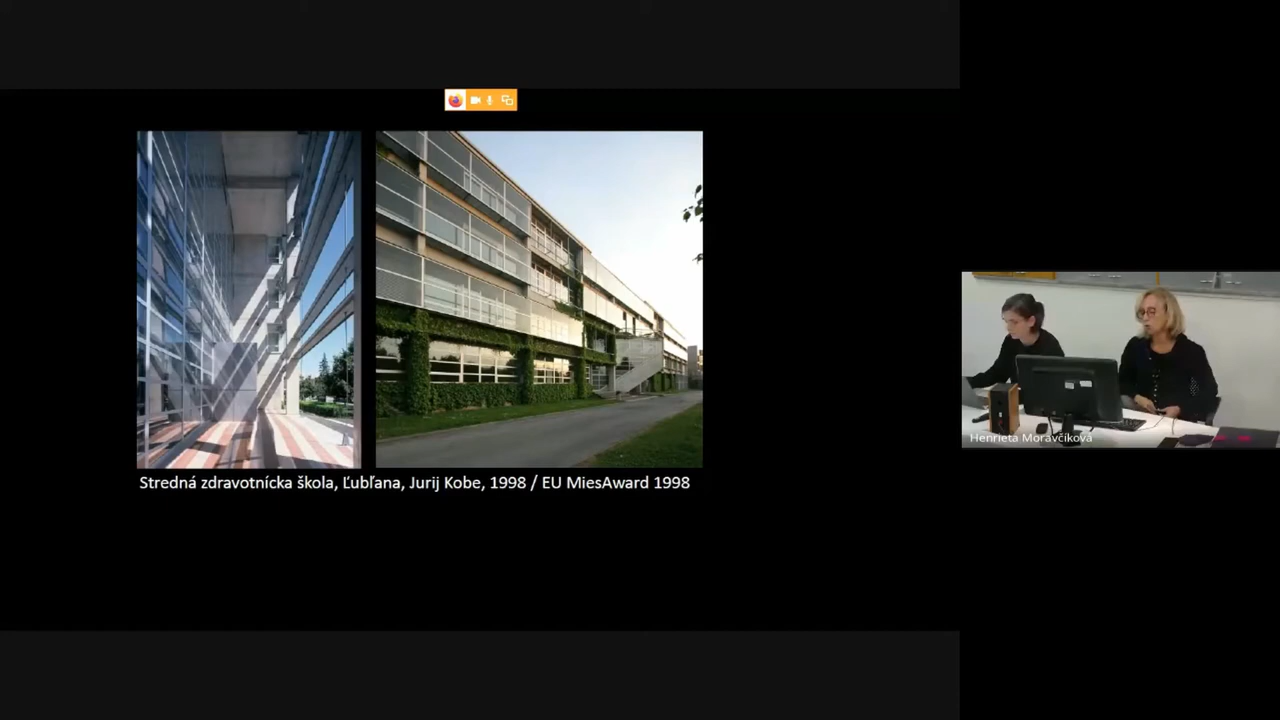 Stredná zdravotnícka škola, Ľubľana, Jurij Kobe, 1998 / EU MiesAward 1998
Henrieta Moravčíková